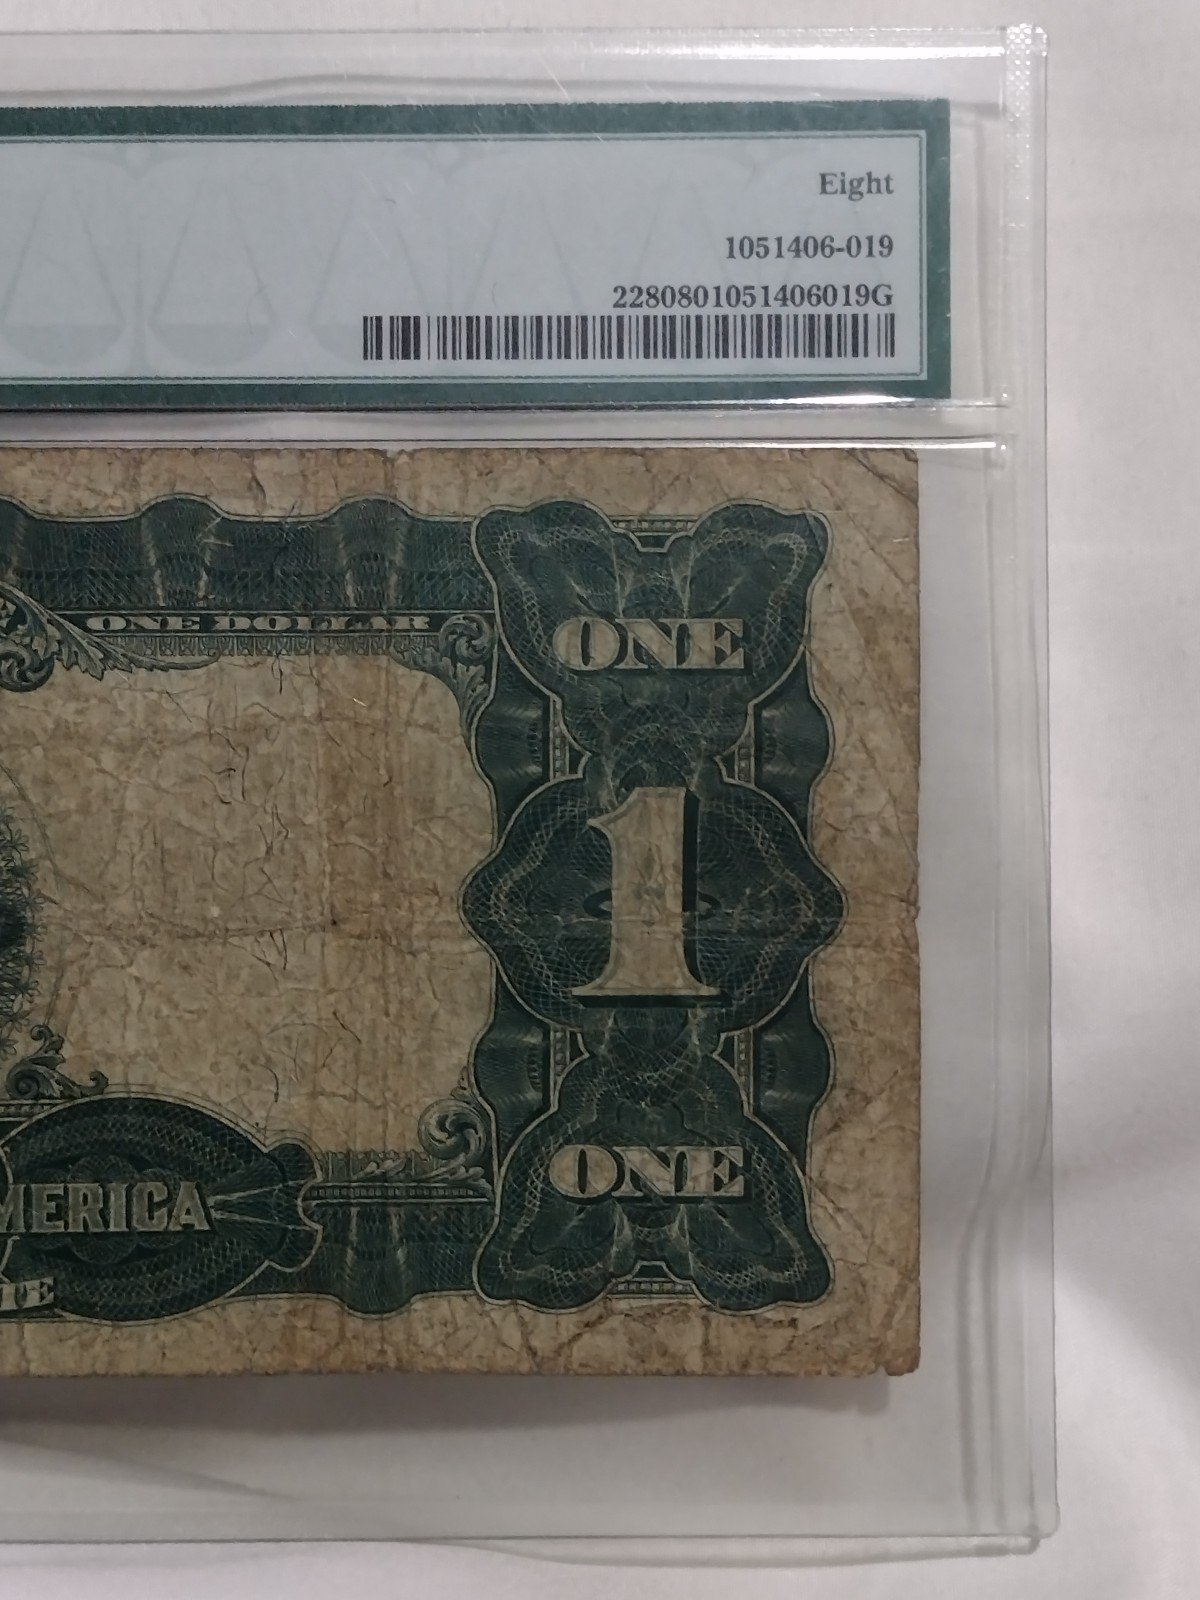 Eight
1051406-019
2280801051406019G
ONE DOLLAR
ONE
1
MERICA
ONE